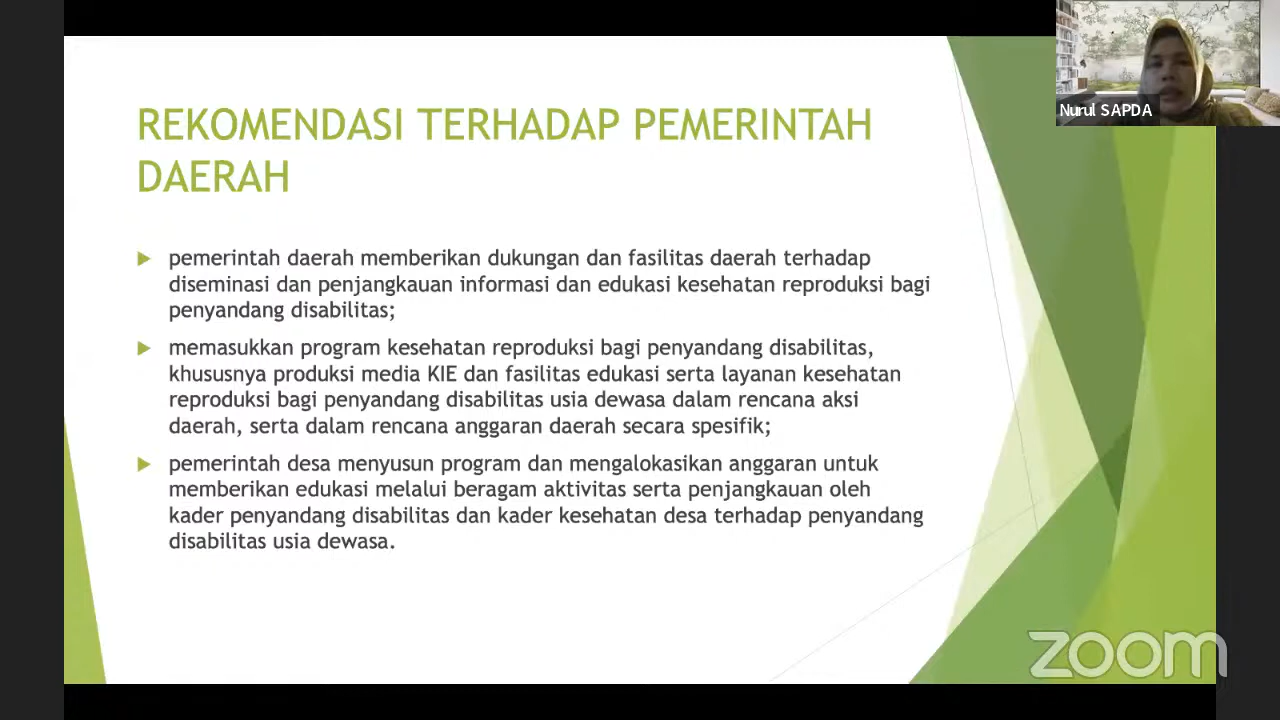 Nurul SAPDA
REKOMENDASI TERHADAP PEMERINTAH
DAERAH
pemerintah daerah memberikan dukungan dan fasilitas daerah terhadap
diseminasi dan penjangkauan informasi dan edukasi kesehatan reproduksi bagi
penyandang disabilitas;
memasukkan program kesehatan reproduksi bagi penyandang disabilitas,
khususnya produksi media KIE dan fasilitas edukasi serta layanan kesehatan
reproduksi bagi penyandang disabilitas usia dewasa dalam rencana aksi
daerah, serta dalam rencana anggaran daerah secara spesifik;
pemerintah desa menyusun program dan mengalokasikan anggaran untuk
memberikan edukasi melalui beragam aktivitas serta penjangkauan oleh
kader penyandang disabilitas dan kader kesehatan desa terhadap penyandang
disabilitas usia dewasa.
zoom